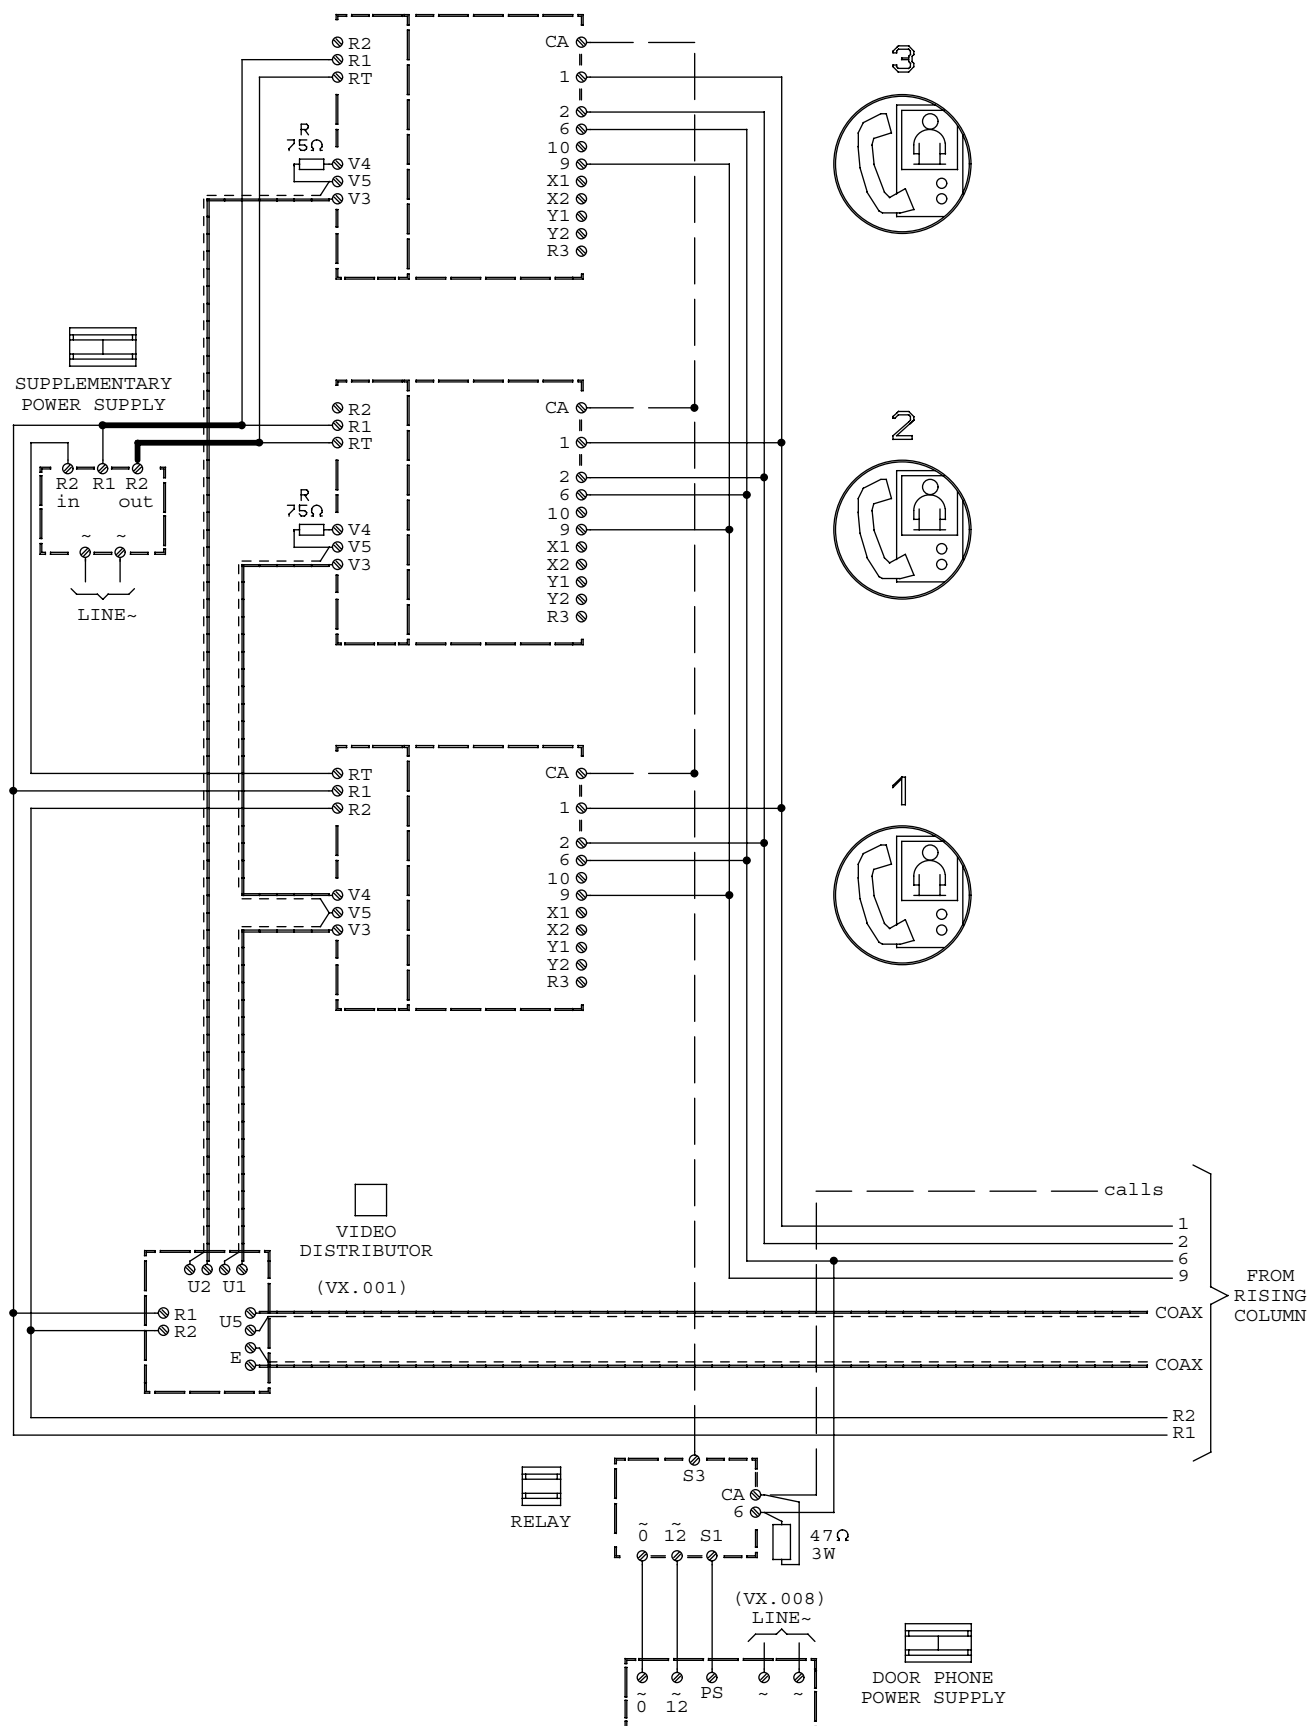 R2 CA 3
R1
RT 1
2
R 6
75Ω 10
V4 9
V5 X1
V3 X2
Y1
Y2
R3
SUPPLEMENTARY
POWER SUPPLY
R2 CA 2
R1
RT 1
R2 R1 R2
in out
2
R 6
75Ω 10
V4 9
V5 X1
V3 X2
Y1
Y2
R3
~ ~
LINE~
RT CA 1
R1
R2 1
2
6
10
V4 9
V5 X1
V3 X2
Y1
Y2
R3
calls
VIDEO
DISTRIBUTOR
(VX.001)
U2 U1
R1 U5
R2
E
1
2
6
9
COAX
COAX
R2
R1
FROM
RISING
COLUMN
RELAY
S3
CA
6
~ ~
0 12 S1
47Ω
3W
(VX.008)
LINE~
~ ~ PS ~ ~
0 12
DOOR PHONE
POWER SUPPLY